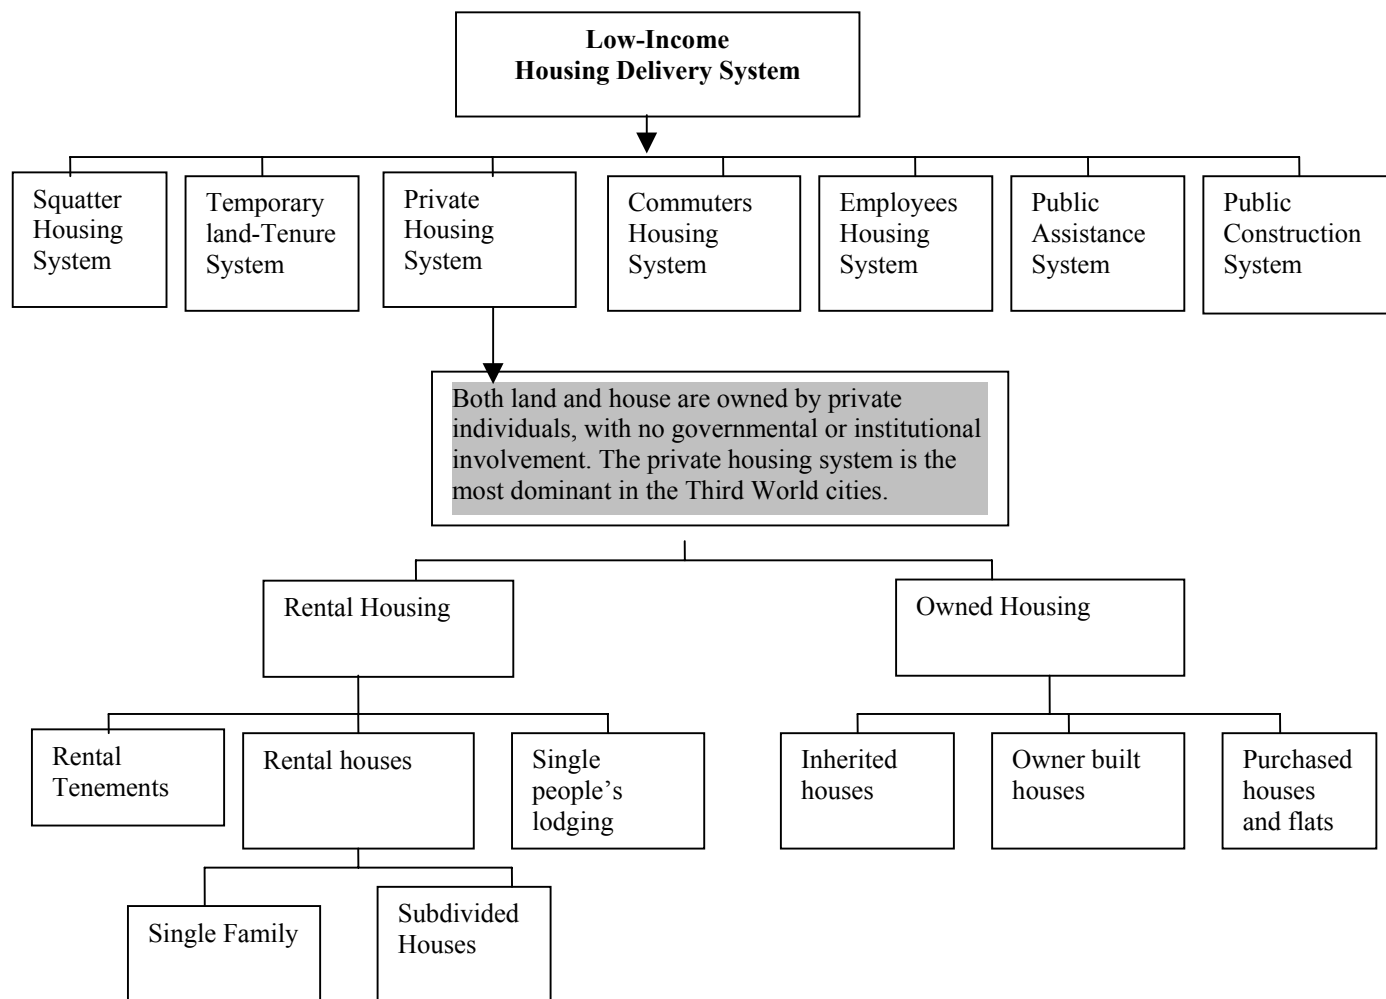 Low-Income
Housing Delivery System
Squatter
Housing
System
Temporary
land-Tenure
System
Private
Housing
System
Commuters
Housing
System
Employees
Housing
System
Public
Assistance
System
Public
Construction
System
Both land and house are owned by private
individuals, with no governmental or institutional
involvement. The private housing system is the
most dominant in the Third World cities.
Rental Housing
Owned Housing
Rental
Tenements
Rental houses
Single
people’s
lodging
Inherited
houses
Owner built
houses
Purchased
houses
and flats
Single Family
Subdivided
Houses